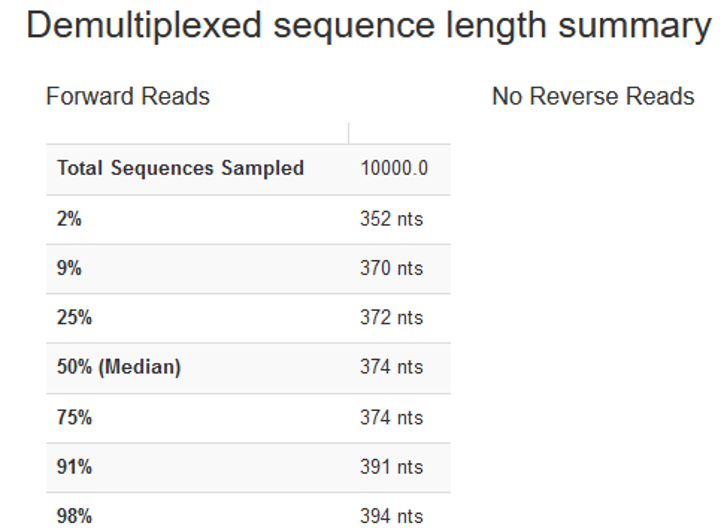 Demultiplexed sequence length summary
Forward Reads
No Reverse Reads
Total Sequences Sampled 10000.0
2% 352 nts
9% 370 nts
25% 372 nts
50% (Median) 374 nts
75% 374 nts
91% 391 nts
98% 394 nts